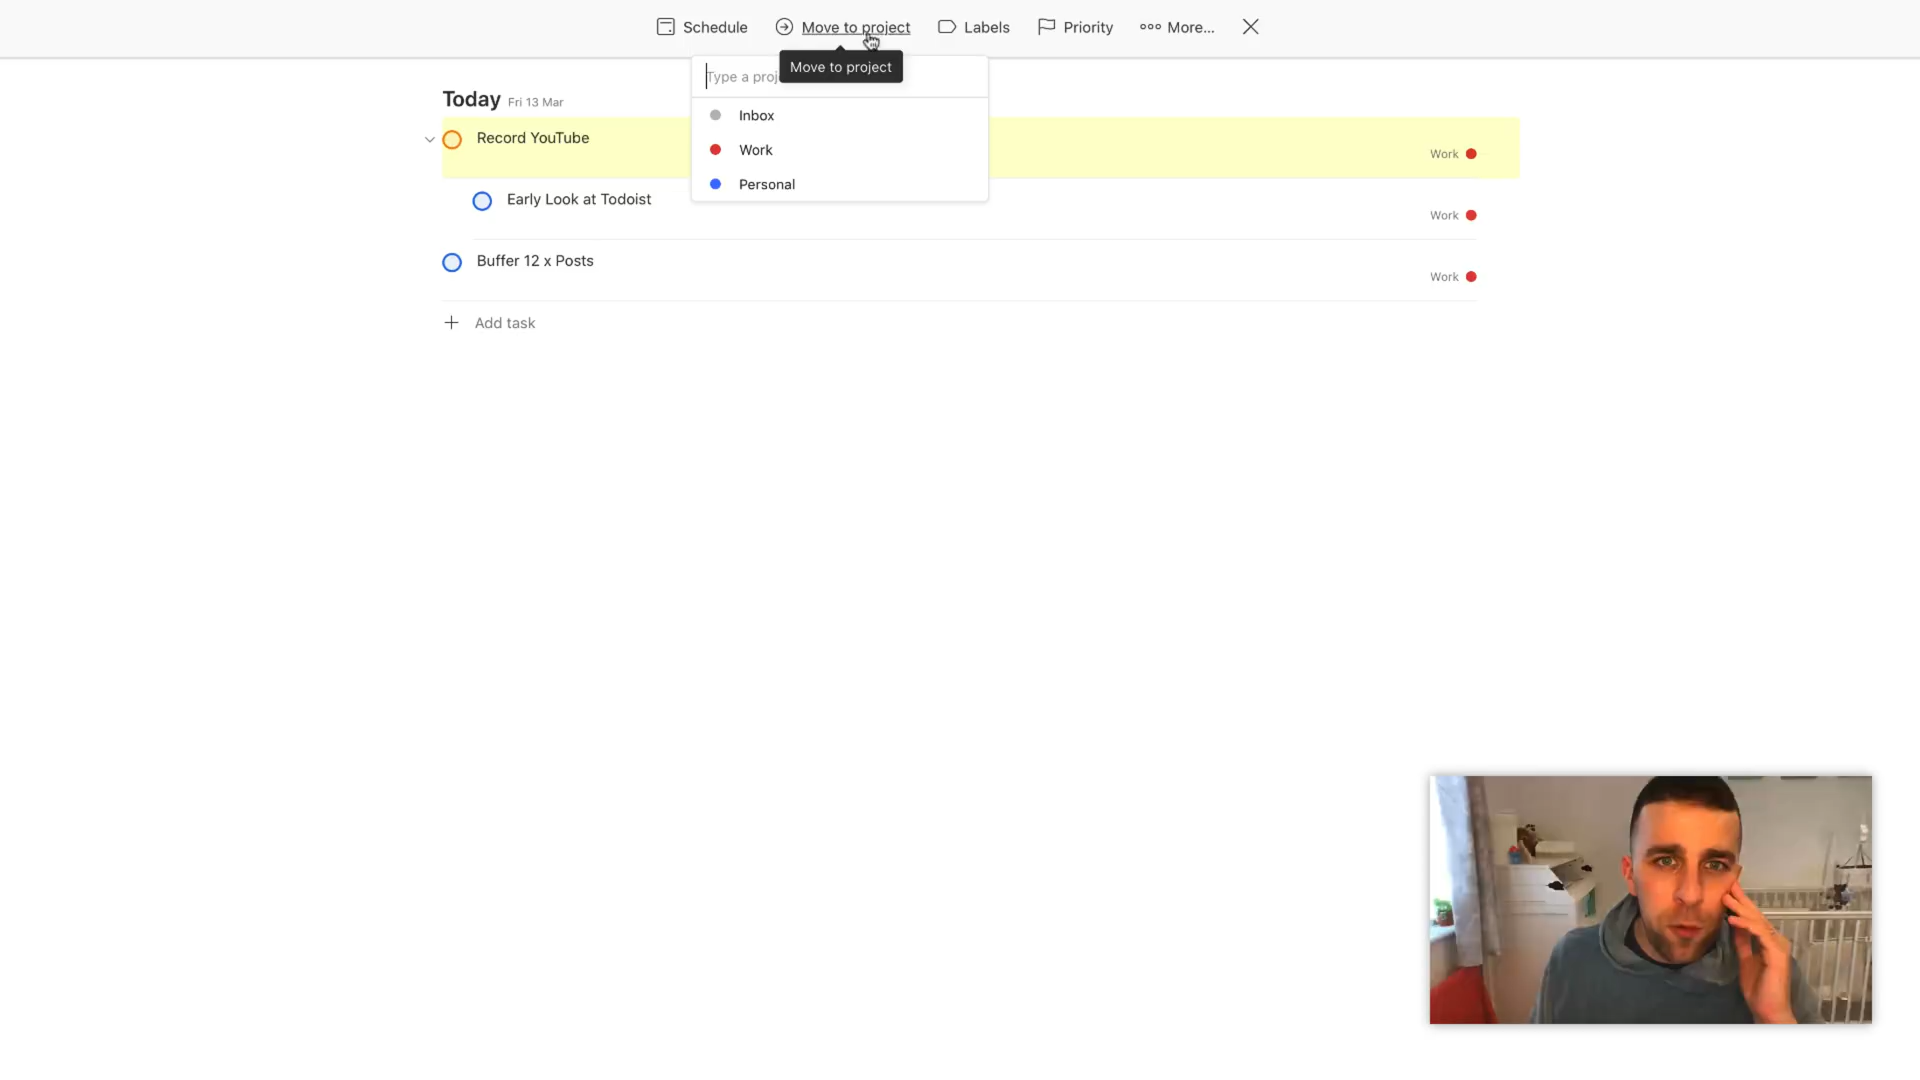 Schedule Move to project Labels Priority More...
Move to project
Type a proj
Today Fri 13 Mar
Inbox
Record YouTube
Work
Work
Personal
Early Look at Todoist
Work
Buffer 12 x Posts
Work
Add task